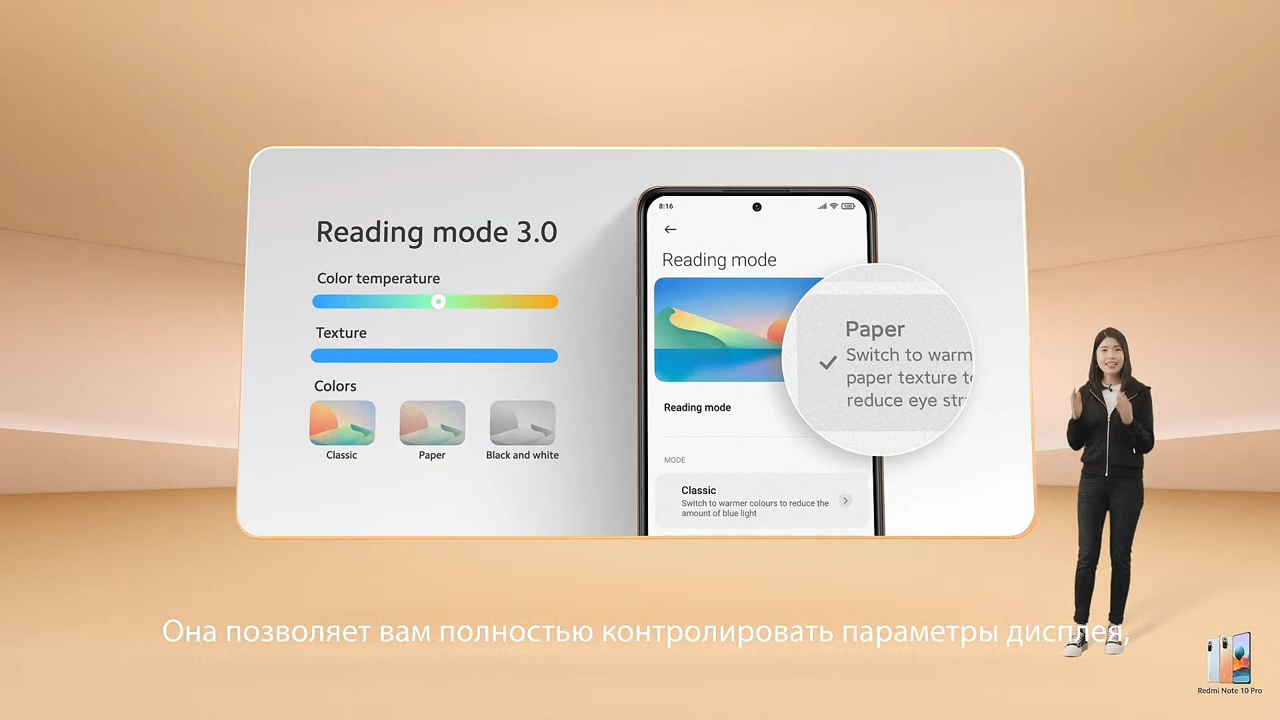 Reading mode 3.0
Color temperature
Texture
Colors
Classic
Paper
Black and white
8:16
100
Reading mode
Paper
Switch to warm
paper texture t
reduce eye str
Reading mode
MODE
Classic
Switch to warmer colours to reduce the
amount of blue light
Она позволяет вам полностью контролировать параметры дисплея,
Redmi Note 10 Pro